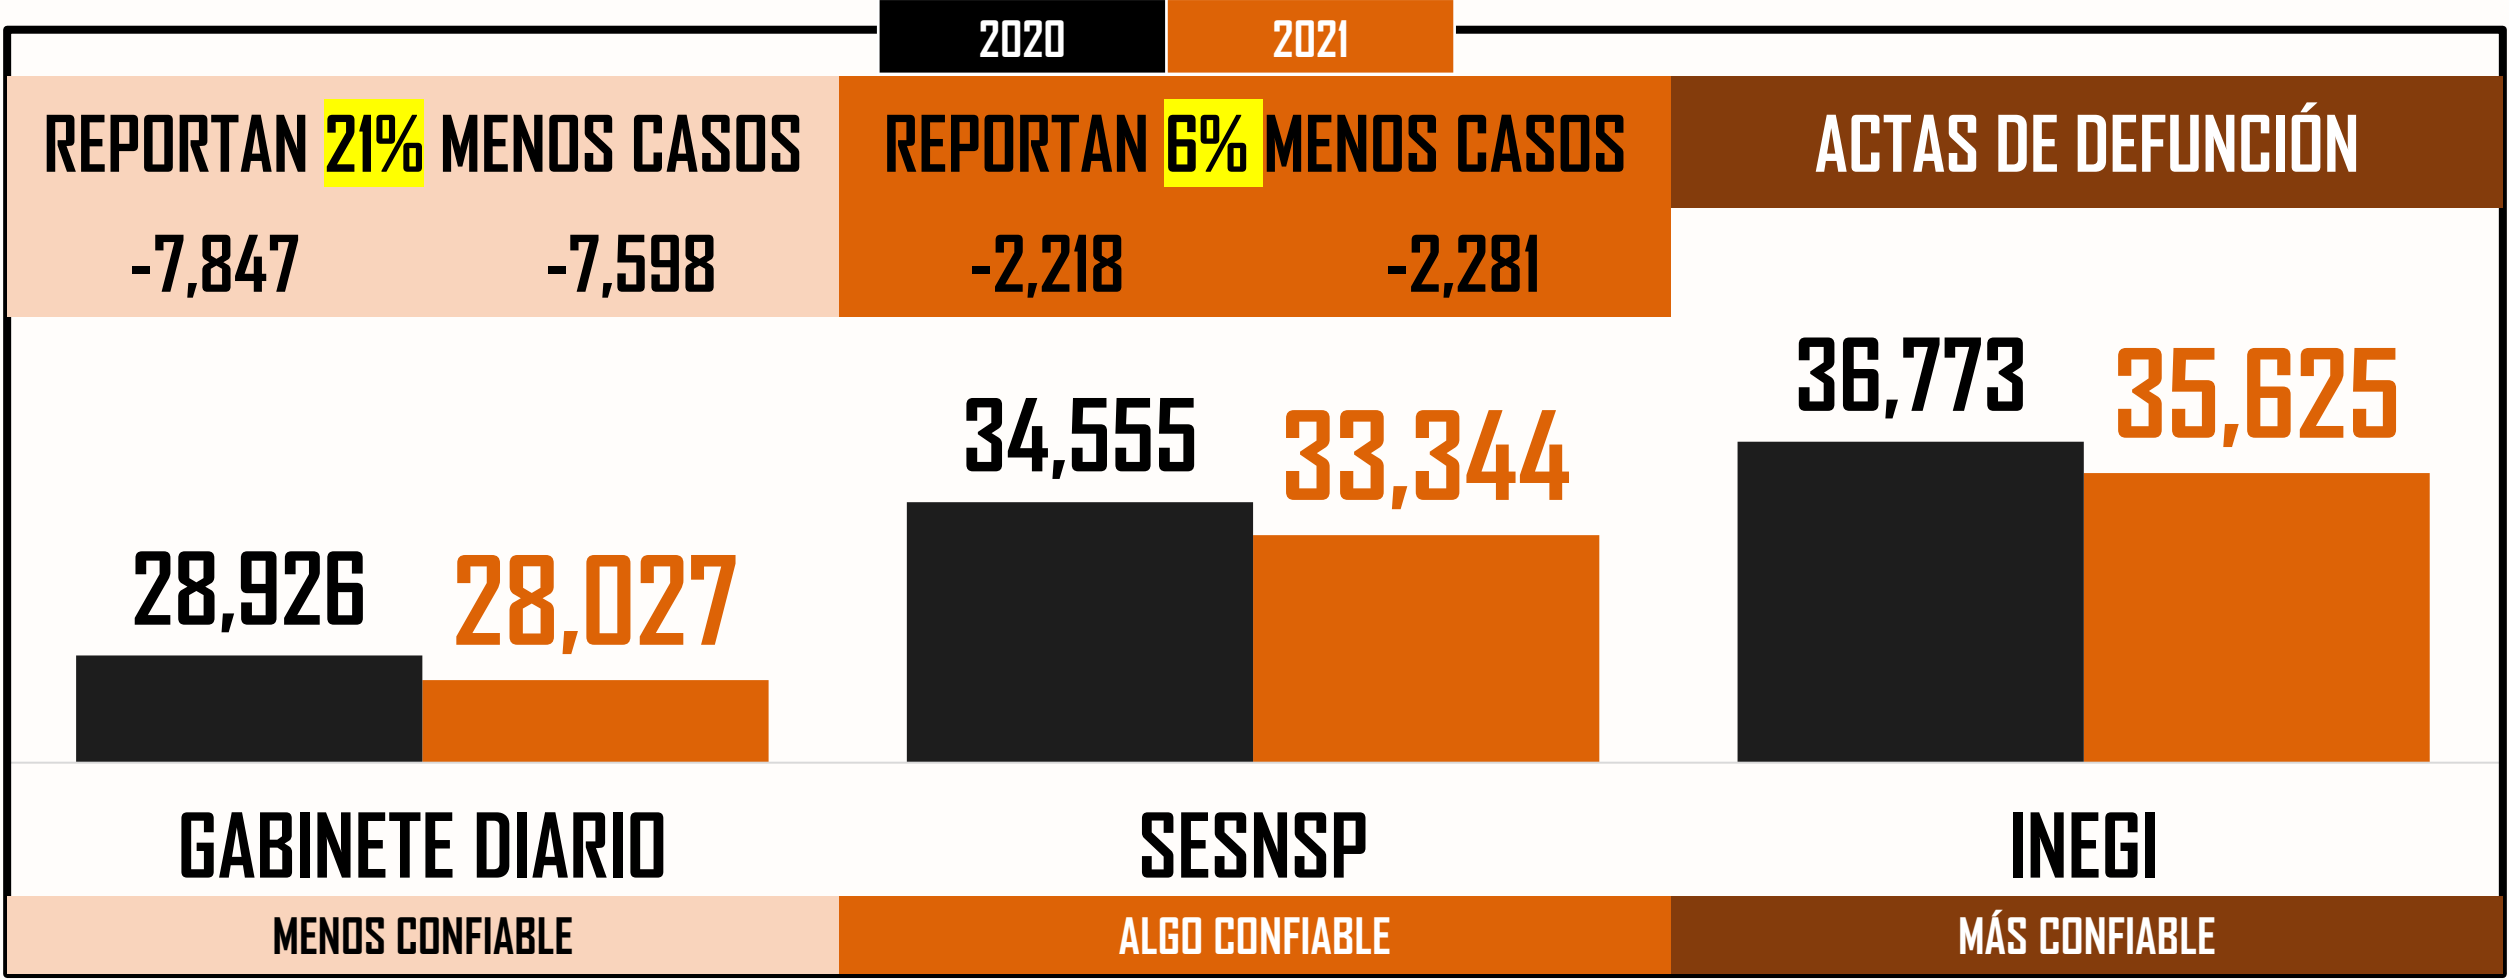 2020 2021
REPORTAN 21% MENOS CASOS
-7,847 -7,598
REPORTAN 6% MENOS CASOS
-2,218 -2,281
ACTAS DE DEFUNCIÓN
28,926 28,027
34,555 33,344
36,773 35,625
GABINETE DIARIO
SESNSP
INEGI
MENOS CONFIABLE
ALGO CONFIABLE
MÁS CONFIABLE